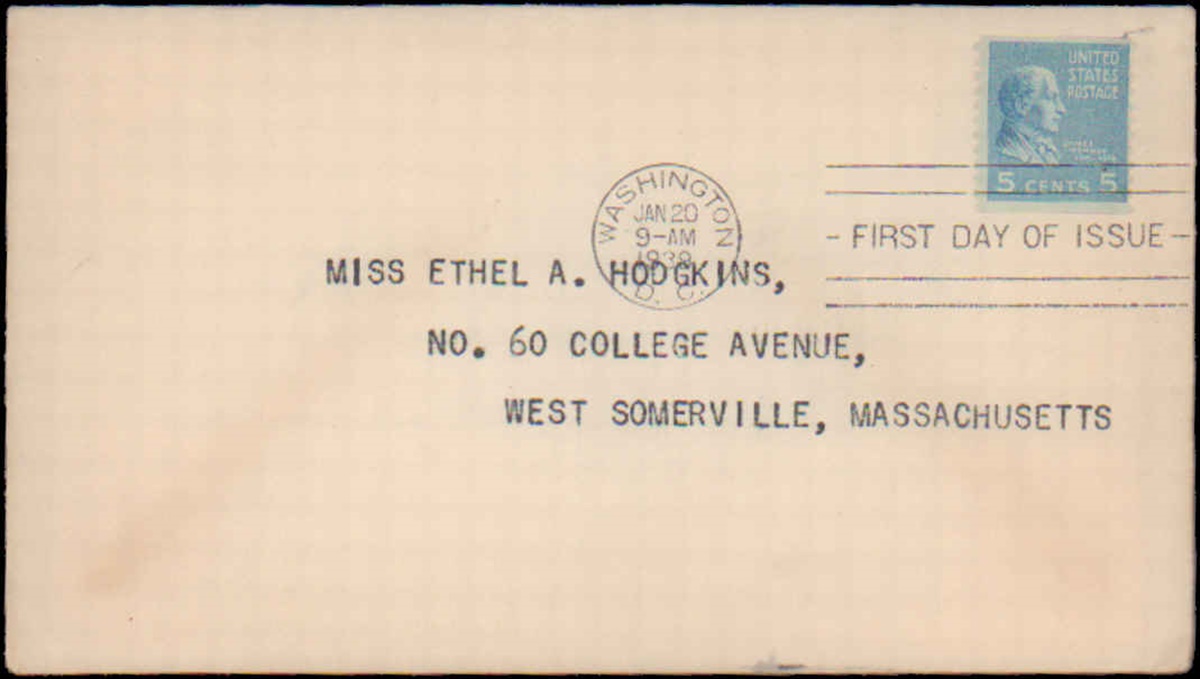 UNITED
STATES
POSTAGE
5 CENTS 5
WASHINGTON
JAN 20
9-AM
D. C.
- FIRST DAY OF ISSUE -
MISS ETHEL A. HODGKINS,
NO. 60 COLLEGE AVENUE,
WEST SOMERVILLE, MASSACHUSETTS